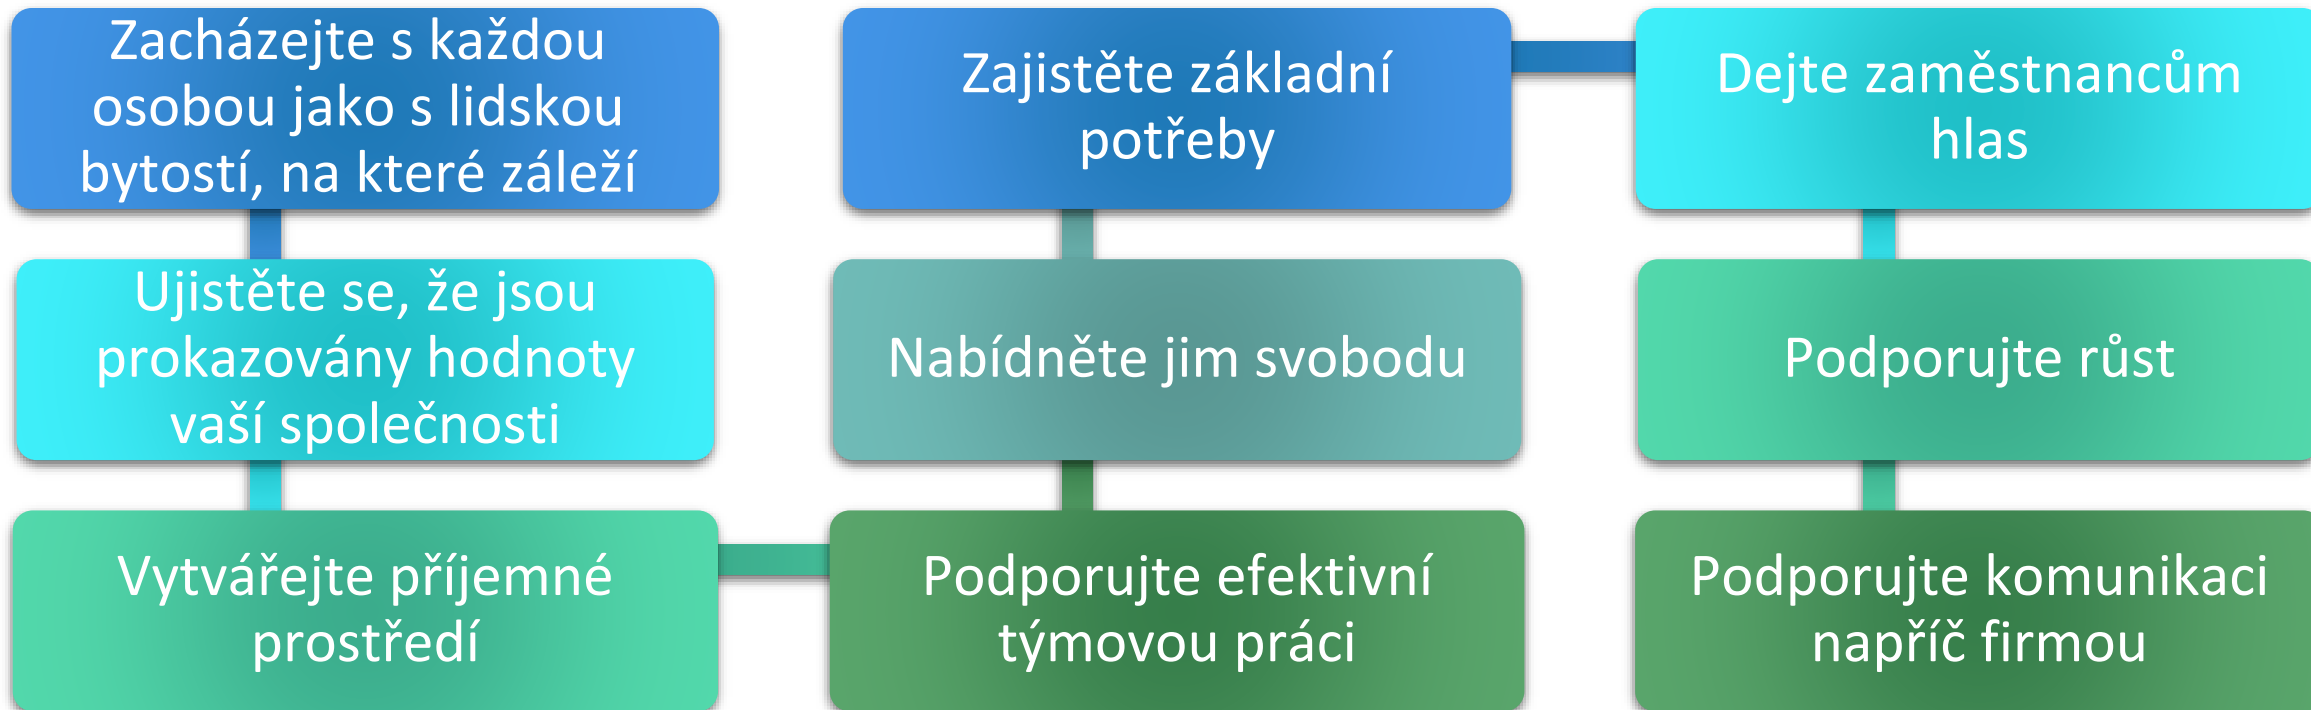 Zacházejte s každou
osobou jako s lidskou
bytostí, na které záleží
Ujistěte se, že jsou
prokazovány hodnoty
vaší společnosti
Vytvářejte příjemné
prostředí
Podporujte efektivní
týmovou práci
Nabídněte jim svobodu
Zajistěte základní
potřeby
Dejte zaměstnancům
hlas
Podporujte růst
Podporujte komunikaci
napříč firmou